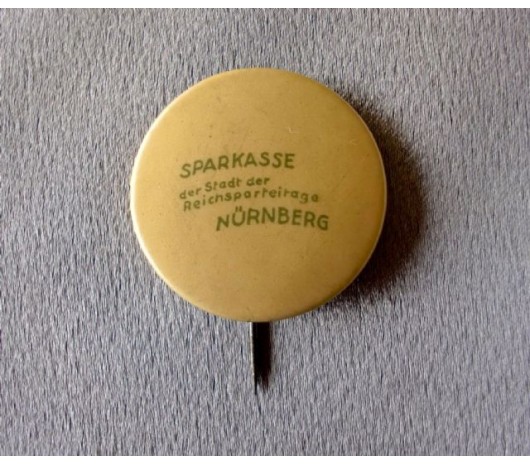 SPARKASSE
der Stadt der
Reichsparteitage
NÜRNBERG